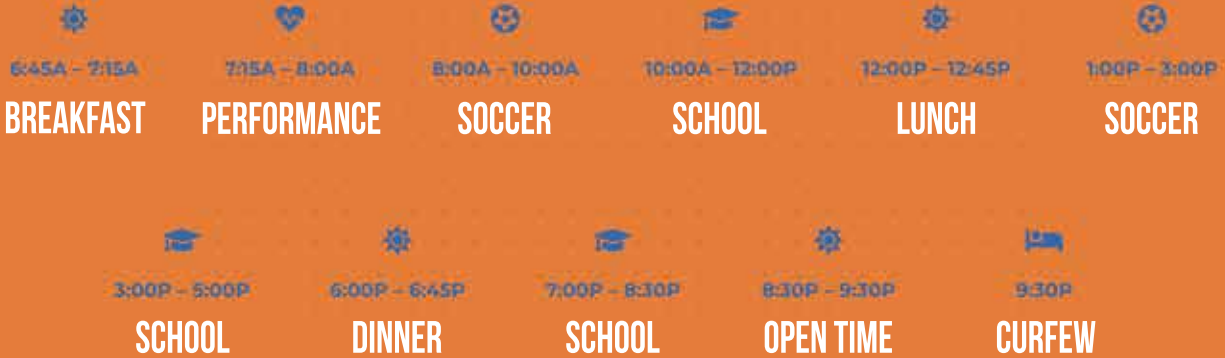 6:45A – 7:15A 7:15A – 8:00A 8:00A – 10:00A 10:00A – 12:00P 12:00P – 12:45P 1:00P – 3:00P
BREAKFAST PERFORMANCE SOCCER SCHOOL LUNCH SOCCER
3:00P – 5:00P 6:00P – 6:45P 7:00P – 8:30P 8:30P – 9:30P 9:30P
SCHOOL DINNER SCHOOL OPEN TIME CURFEW